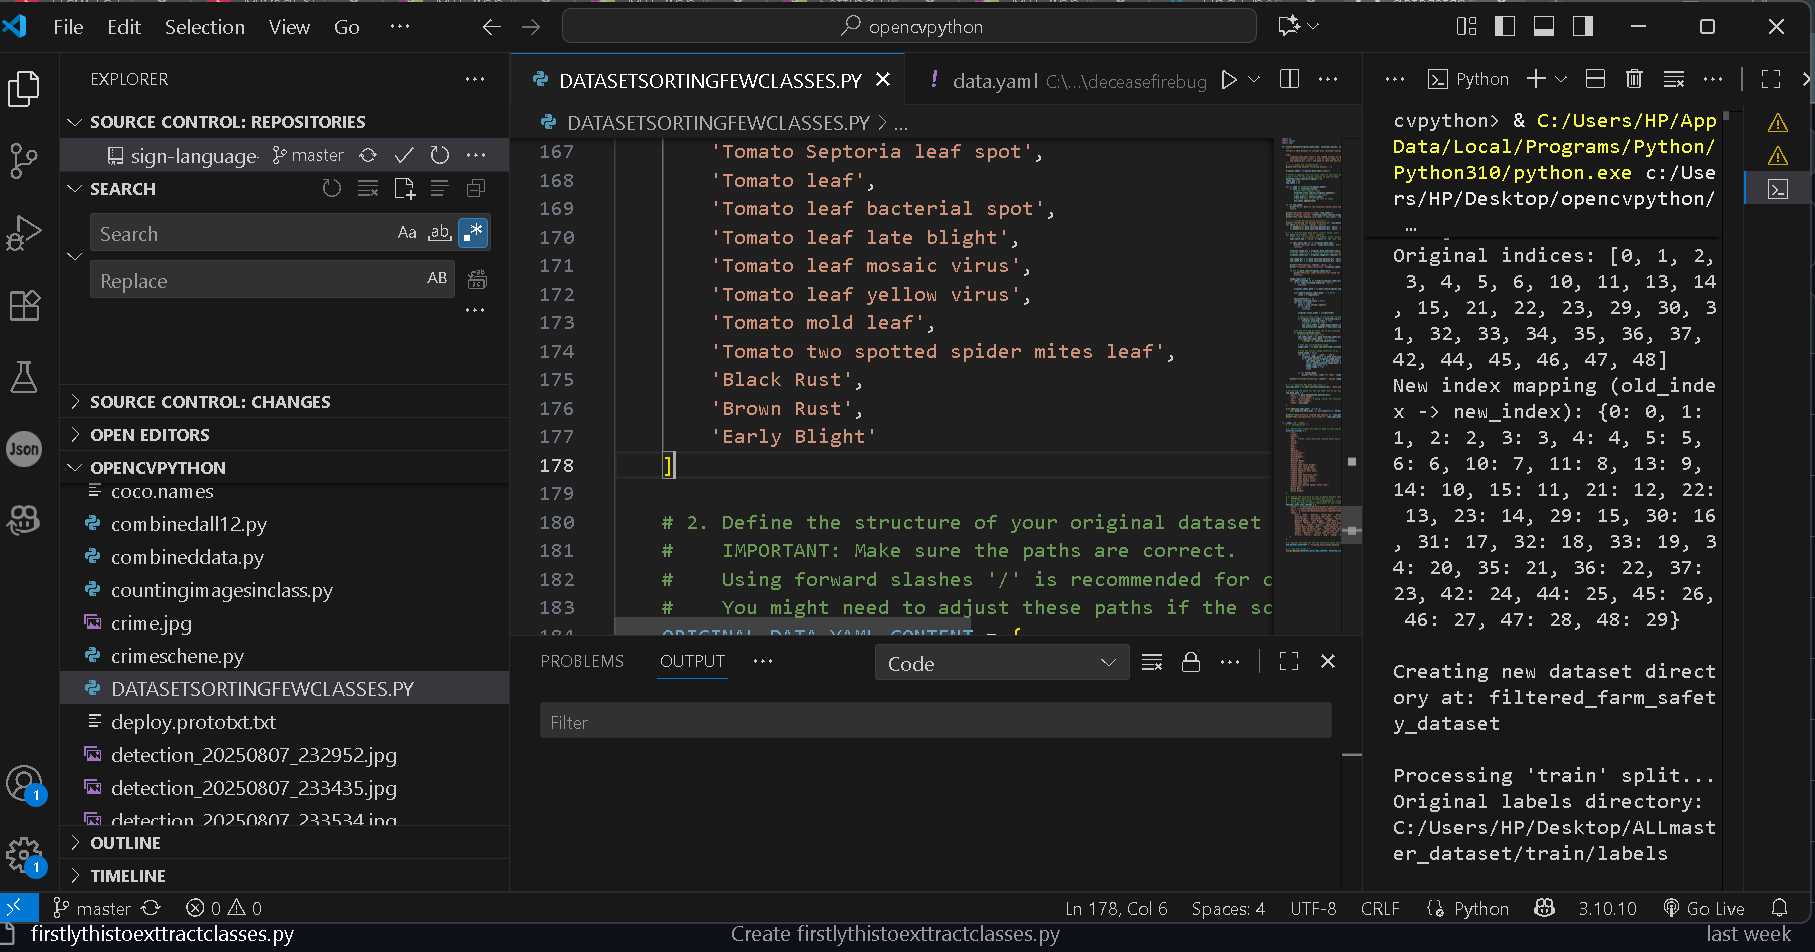 File Edit Selection View Go ...
opencvpython
EXPLORER
SOURCE CONTROL: REPOSITORIES
sign-language- master
SEARCH
Search Aa ab
Replace AB
SOURCE CONTROL: CHANGES
OPEN EDITORS
OPENCVPYTHON
coco.names
combinedall12.py
combineddata.py
countingimagesinclass.py
crime.jpg
crimeschene.py
DATASETSORTINGFEWCLASSES.PY
deploy.prototxt.txt
detection_20250807_232952.jpg
detection_20250807_233435.jpg
detection_20250807_233534.jpg
OUTLINE
TIMELINE
Json
1
1
DATASETSORTINGFEWCLASSES.PY
! data.yaml C:\...\deceasefirebug
DATASETSORTINGFEWCLASSES.PY > ...
167 'Tomato Septoria leaf spot',
168 'Tomato leaf',
169 'Tomato leaf bacterial spot',
170 'Tomato leaf late blight',
171 'Tomato leaf mosaic virus',
172 'Tomato leaf yellow virus',
173 'Tomato mold leaf',
174 'Tomato two spotted spider mites leaf',
175 'Black Rust',
176 'Brown Rust',
177 'Early Blight'
178 ]
179
180 # 2. Define the structure of your original dataset
181 # IMPORTANT: Make sure the paths are correct.
182 # Using forward slashes '/' is recommended for c
183 # You might need to adjust these paths if the sc
184 ORIGINAL_DATA_YAML_CONTENT = {
PROBLEMS OUTPUT ...
Code
Filter
Python
cvpython> & C:/Users/HP/App
Data/Local/Programs/Python/
Python310/python.exe c:/Use
rs/HP/Desktop/opencvpython/
...
Original indices: [0, 1, 2,
3, 4, 5, 6, 10, 11, 13, 14
, 15, 21, 22, 23, 29, 30, 3
1, 32, 33, 34, 35, 36, 37,
42, 44, 45, 46, 47, 48]
New index mapping (old_inde
x -> new_index): {0: 0, 1:
1, 2: 2, 3: 3, 4: 4, 5: 5,
6: 6, 10: 7, 11: 8, 13: 9,
14: 10, 15: 11, 21: 12, 22:
13, 23: 14, 29: 15, 30: 16
, 31: 17, 32: 18, 33: 19, 3
4: 20, 35: 21, 36: 22, 37:
23, 42: 24, 44: 25, 45: 26,
46: 27, 47: 28, 48: 29}
Creating new dataset direct
ory at: filtered_farm_safet
y_dataset
Processing 'train' split...
Original labels directory:
C:/Users/HP/Desktop/ALLmast
er_dataset/train/labels
master 0 0
Ln 178, Col 6 Spaces: 4 UTF-8 CRLF Python 3.10.10 Go Live
firstlythistoexttractclasses.py Create firstlythistoexttractclasses.py last week